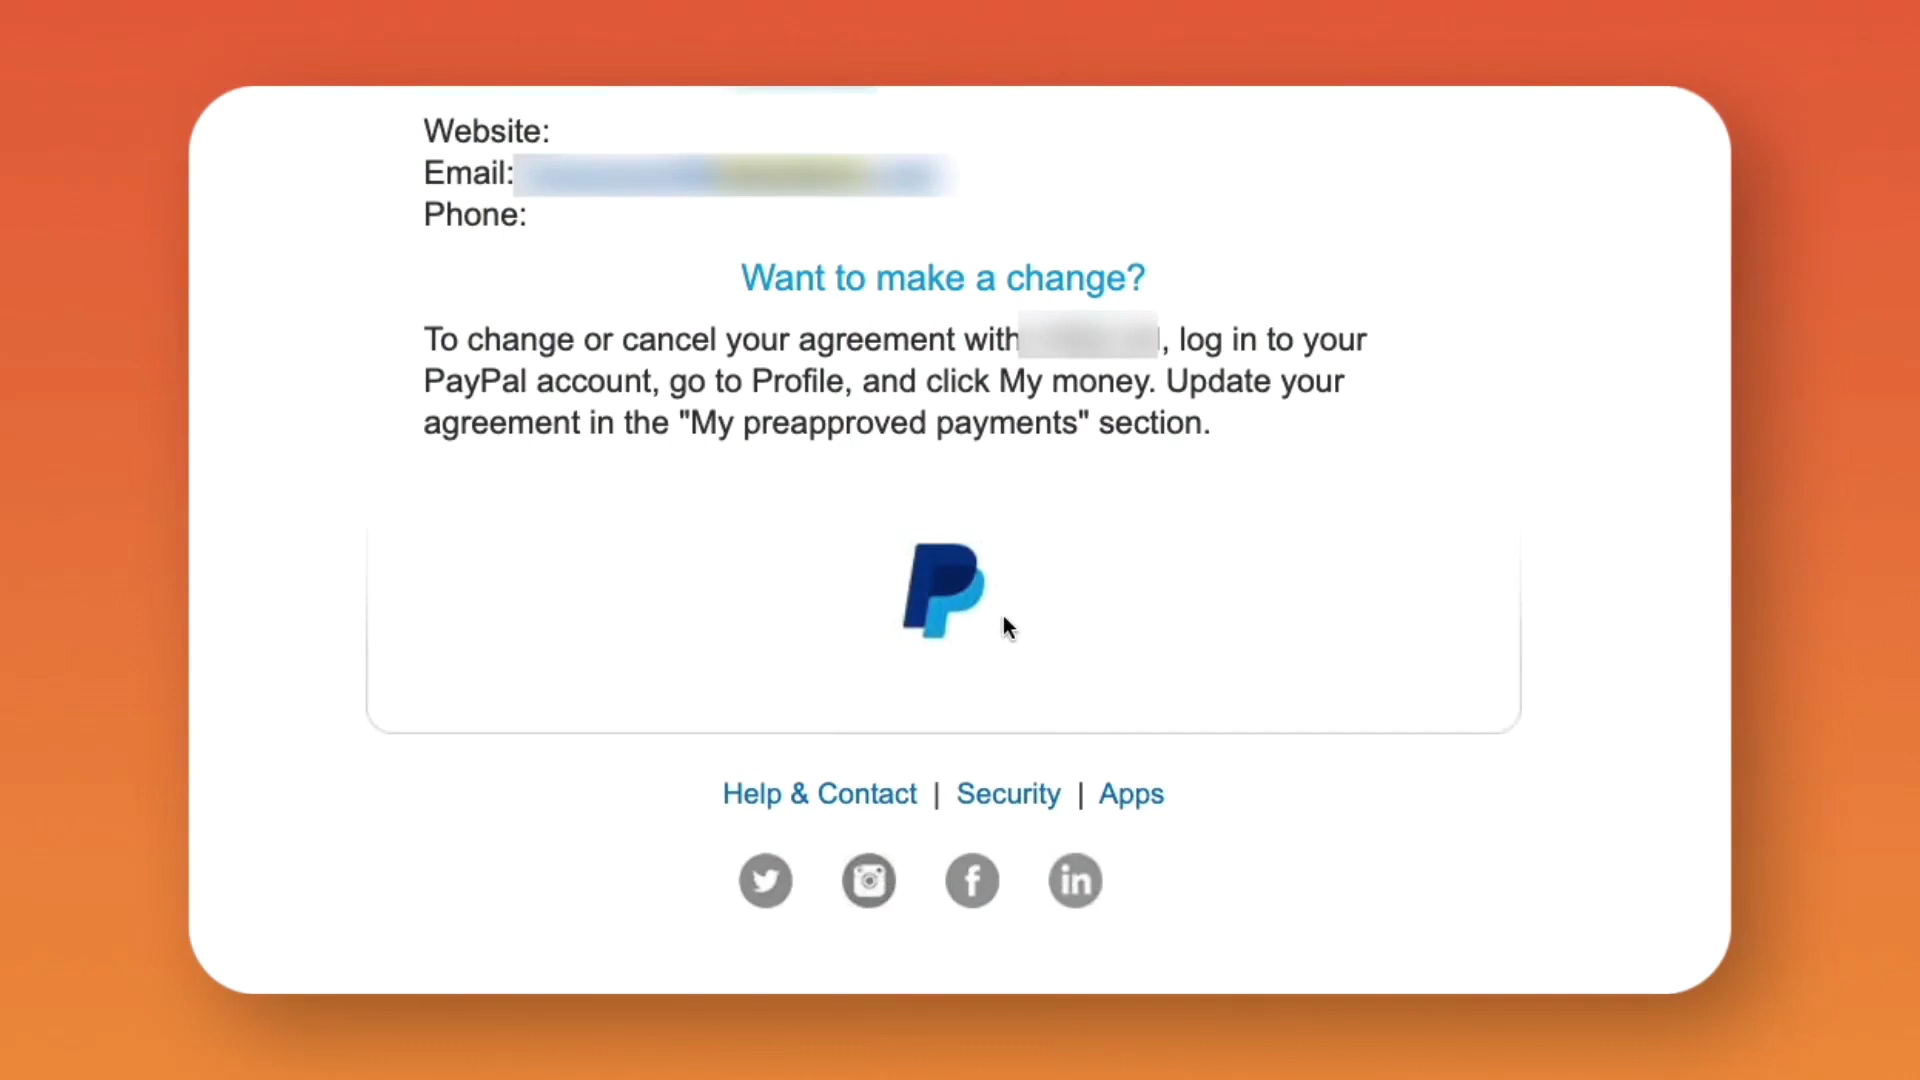 Website:
Email:
Phone:
Want to make a change?
To change or cancel your agreement with , log in to your
PayPal account, go to Profile, and click My money. Update your
agreement in the "My preapproved payments" section.
Help & Contact | Security | Apps